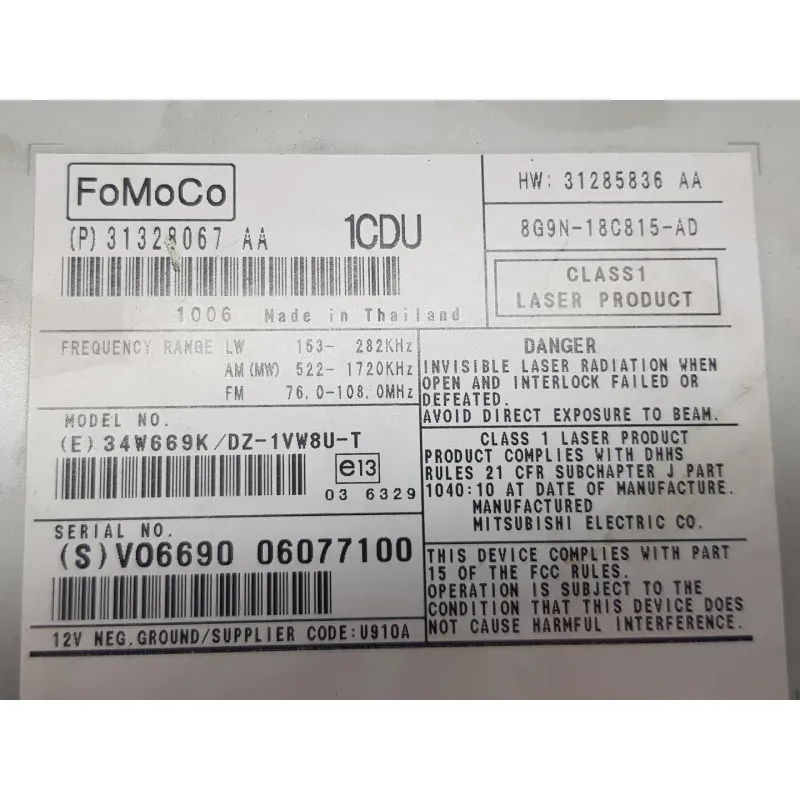 FoMoCo
(P) 31328067 AA 1CDU
1006 Made in Thailand
HW: 31285836 AA
8G9N-18C815-AD
CLASS1
LASER PRODUCT
FREQUENCY RANGE LW 153- 282KHz
AM (MW) 522- 1720KHz
FM 76.0-108.0MHz
MODEL NO.
(E) 34W669K/DZ-1VW8U-T
e13
03 6329
SERIAL NO.
(S) V06690 06077100
12V NEG.GROUND/SUPPLIER CODE:U910A
DANGER
INVISIBLE LASER RADIATION WHEN
OPEN AND INTERLOCK FAILED OR
DEFEATED.
AVOID DIRECT EXPOSURE TO BEAM.
CLASS 1 LASER PRODUCT
PRODUCT COMPLIES WITH DHHS
RULES 21 CFR SUBCHAPTER J PART
1040:10 AT DATE OF MANUFACTURE.
MANUFACTURED
MITSUBISHI ELECTRIC CO.
THIS DEVICE COMPLIES WITH PART
15 OF THE FCC RULES.
OPERATION IS SUBJECT TO THE
CONDITION THAT THIS DEVICE DOES
NOT CAUSE HARMFUL INTERFERENCE.